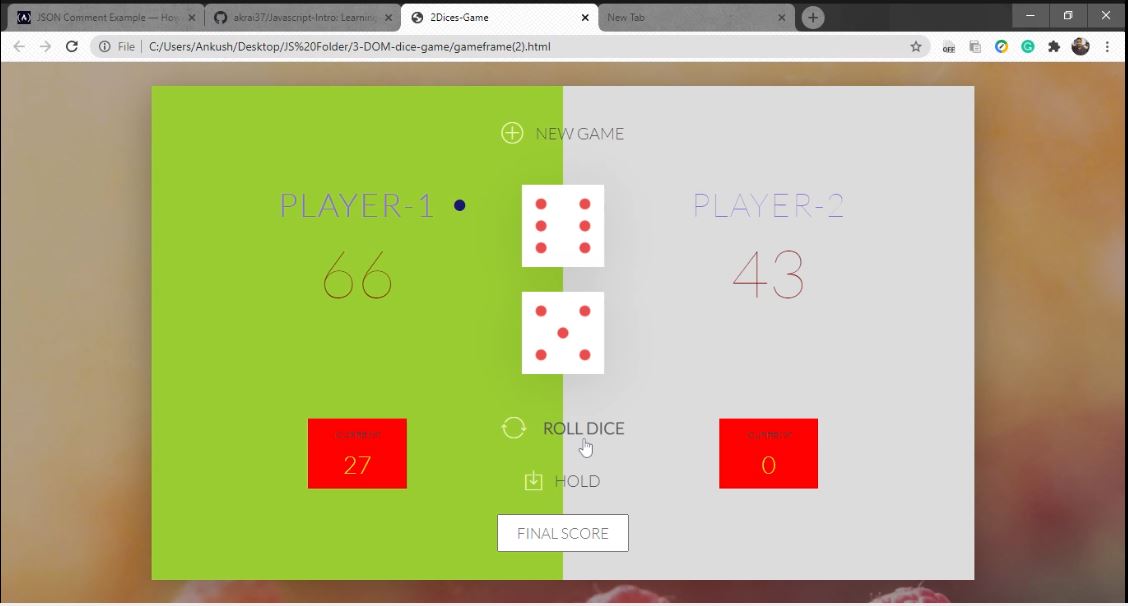 JSON Comment Example — How
akrai37/Javascript-Intro: Learning
2Dices-Game
New Tab
File
C:/Users/Ankush/Desktop/JS%20Folder/3-DOM-dice-game/gameframe(2).html
OFF
NEW GAME
PLAYER-1
PLAYER-2
66
43
ROLL DICE
CURRENT
27
CURRENT
0
HOLD
FINAL SCORE